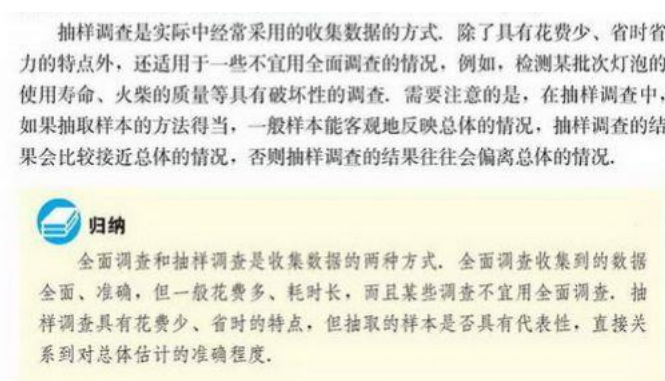 抽样调查是实际中经常采用的收集数据的方式．除了具有花费少、省时省
力的特点外，还适用于一些不宜用全面调查的情况，例如，检测某批次灯泡的
使用寿命、火柴的质量等具有破坏性的调查．需要注意的是，在抽样调查中，
如果抽取样本的方法得当，一般样本能客观地反映总体的情况，抽样调查的结
果会比较接近总体的情况，否则抽样调查的结果往往会偏离总体的情况．
归纳
全面调查和抽样调查是收集数据的两种方式．全面调查收集到的数据
全面、准确，但一般花费多、耗时长，而且某些调查不宜用全面调查．抽
样调查具有花费少、省时的特点，但抽取的样本是否具有代表性，直接关
系到对总体估计的准确程度．